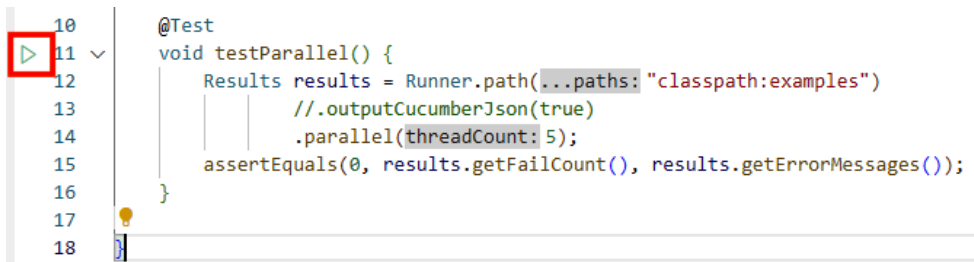 10 @Test
11 void testParallel() {
12 Results results = Runner.path(...paths: "classpath:examples")
13 //.outputCucumberJson(true)
14 .parallel(threadCount: 5);
15 assertEquals(0, results.getFailCount(), results.getErrorMessages());
16 }
17
18 }